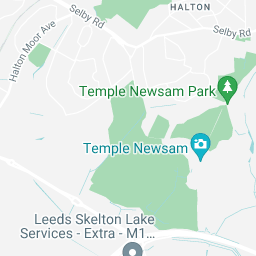 HALTON
Selby Rd
Selby Rd
Halton Moor Ave
Temple Newsam Park
Temple Newsam
Leeds Skelton Lake
Services - Extra - M1...